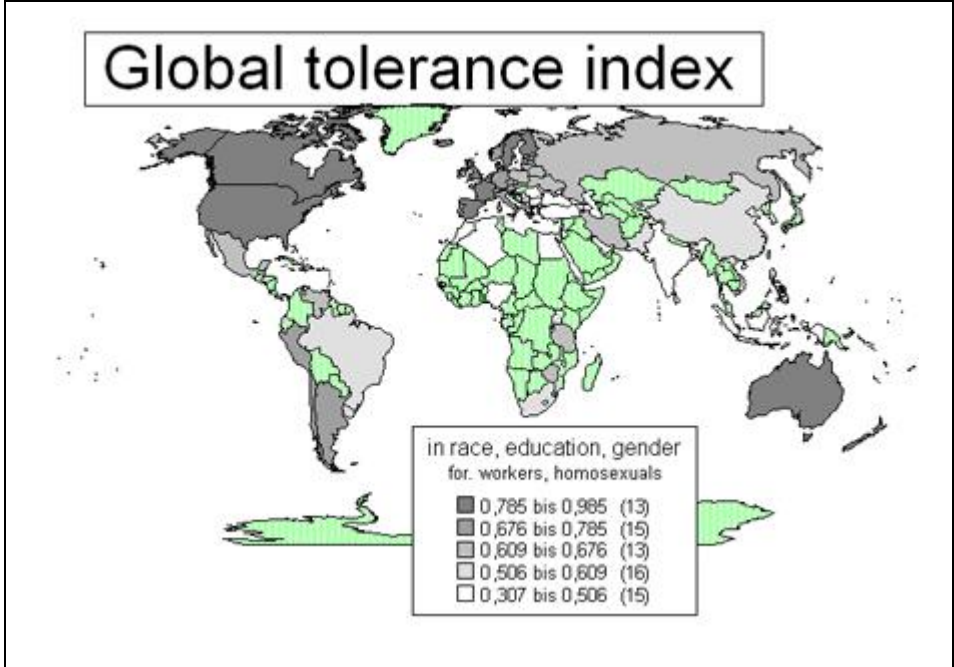 Global tolerance index
in race, education, gender
for. workers, homosexuals
0,785 bis 0,985 (13)
0,676 bis 0,785 (15)
0,609 bis 0,676 (13)
0,506 bis 0,609 (16)
0,307 bis 0,506 (15)